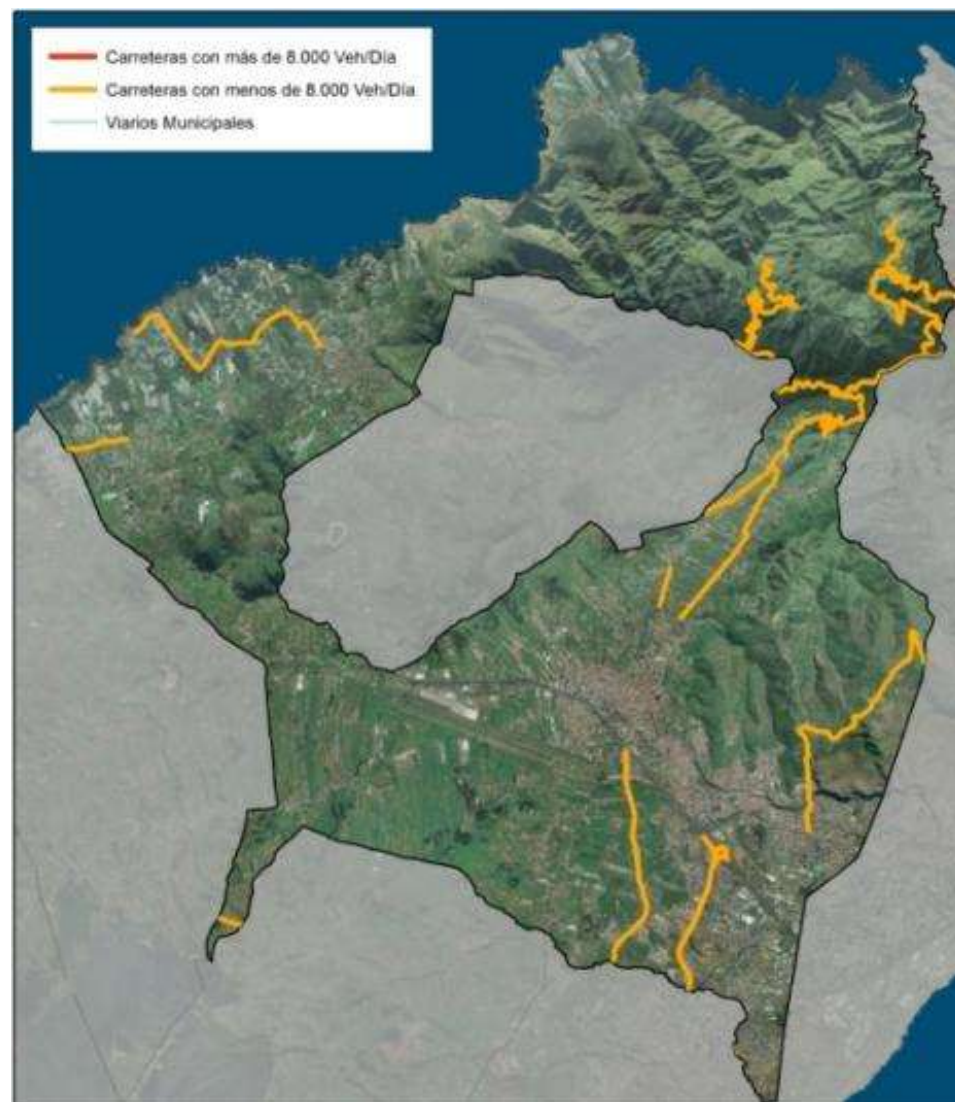 Carreteras con más de 8.000 Veh/Día
Carreteras con menos de 8.000 Veh/Día
Viarios Municipales